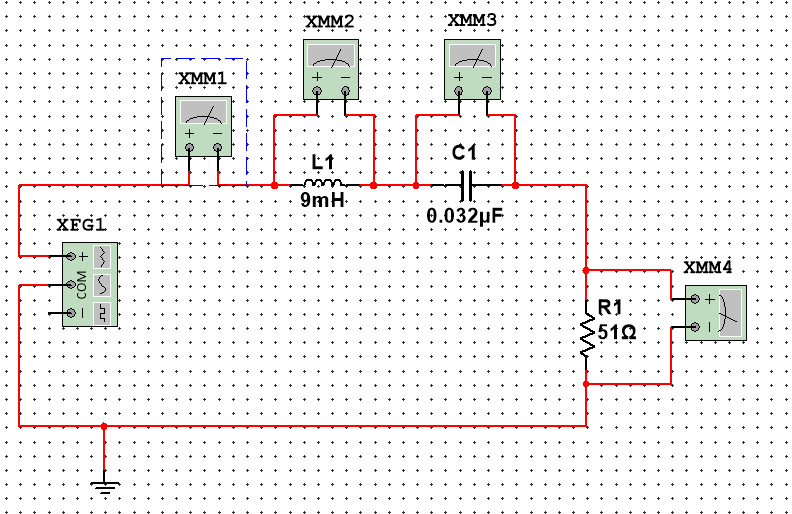 XMM2
XMM3
XMM1
L1
9mH
C1
0.032µF
XFG1
COM
XMM4
R1
51Ω